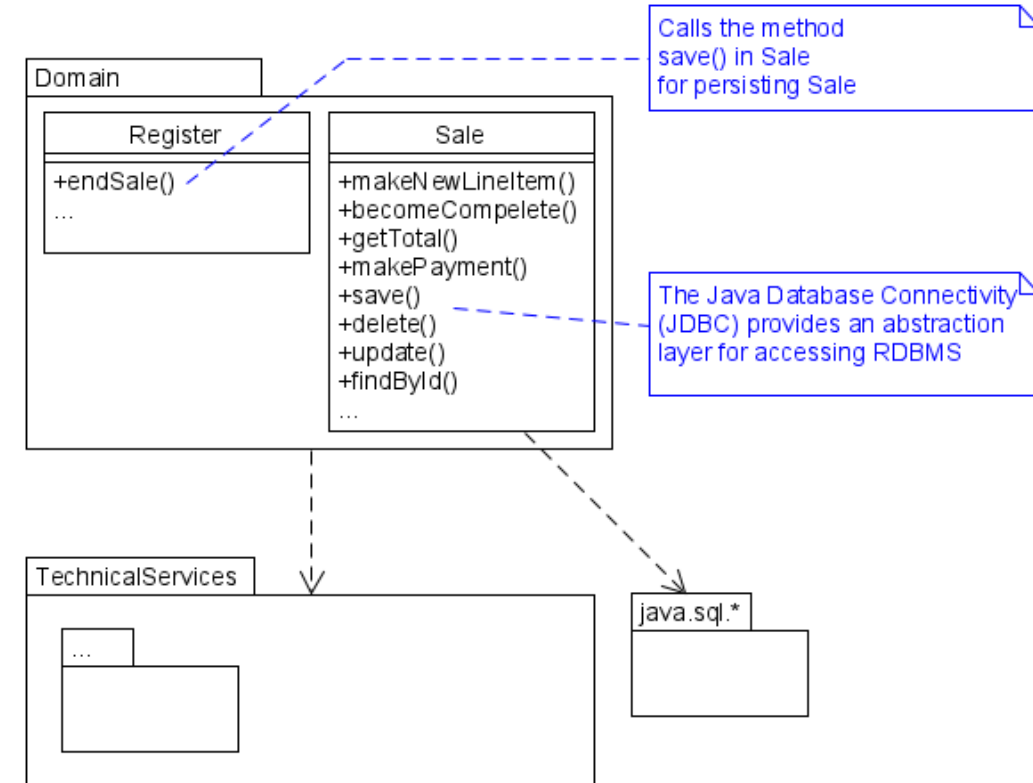 Calls the method
save() in Sale
for persisting Sale
Domain
Register
+endSale()
...
Sale
+makeNewLineItem()
+becomeCompelete()
+getTotal()
+makePayment()
+save()
+delete()
+update()
+findById()
...
The Java Database Connectivity
(JDBC) provides an abstraction
layer for accessing RDBMS
TechnicalServices
...
java.sql.*